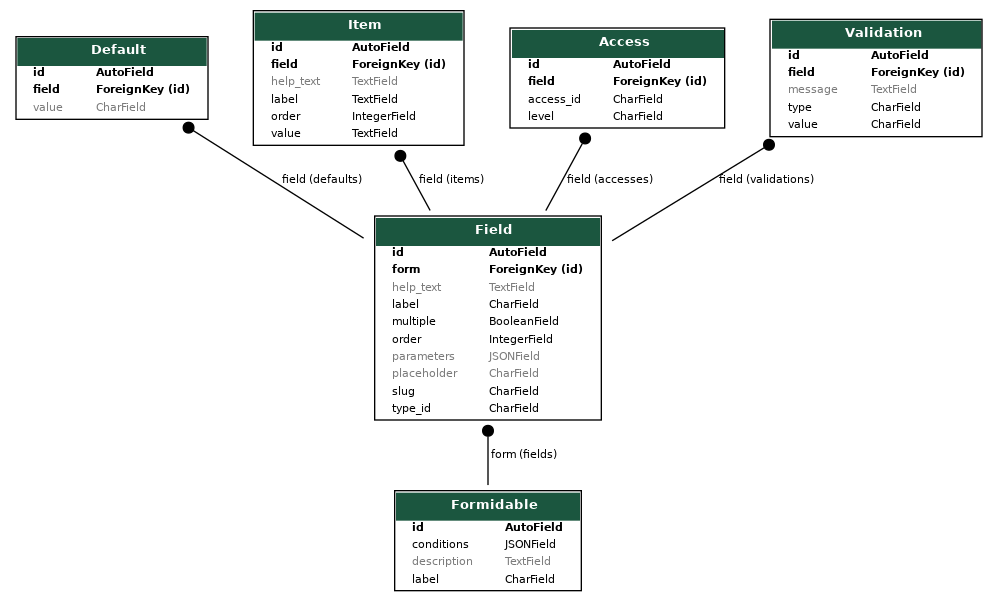 Default
id AutoField
field ForeignKey (id)
value CharField
Item
id AutoField
field ForeignKey (id)
help_text TextField
label TextField
order IntegerField
value TextField
Access
id AutoField
field ForeignKey (id)
access_id CharField
level CharField
Validation
id AutoField
field ForeignKey (id)
message TextField
type CharField
value CharField
field (defaults)
field (items)
field (accesses)
field (validations)
Field
id AutoField
form ForeignKey (id)
help_text TextField
label CharField
multiple BooleanField
order IntegerField
parameters JSONField
placeholder CharField
slug CharField
type_id CharField
form (fields)
Formidable
id AutoField
conditions JSONField
description TextField
label CharField